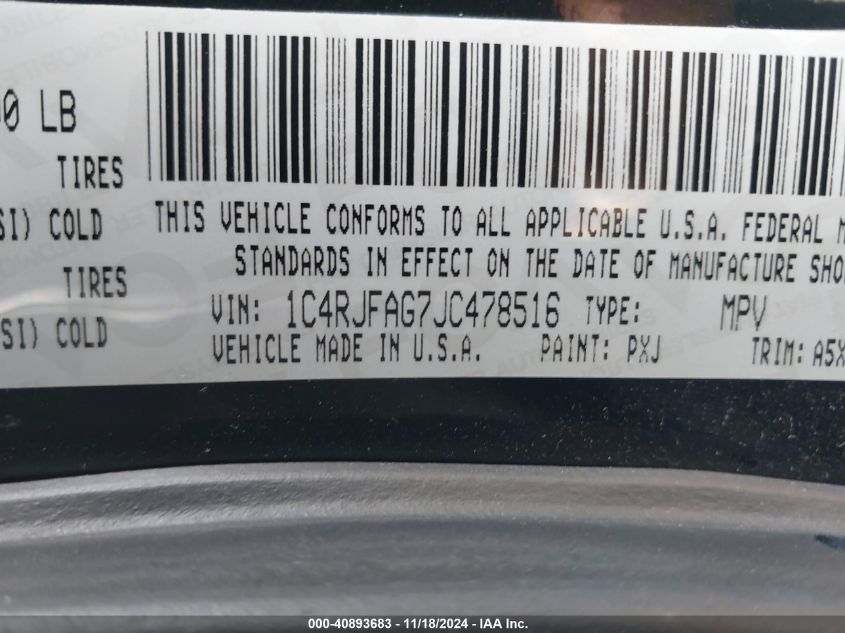 0 LB
TIRES
SI) COLD
THIS VEHICLE CONFORMS TO ALL APPLICABLE U.S.A. FEDERAL M
STANDARDS IN EFFECT ON THE DATE OF MANUFACTURE SHO
TIRES
VIN: 1C4RJFAG7JC478516 TYPE: MPV
SI) COLD
VEHICLE MADE IN U.S.A. PAINT: PXJ TRIM: A5X
000-40893683 - 11/18/2024 - IAA Inc.